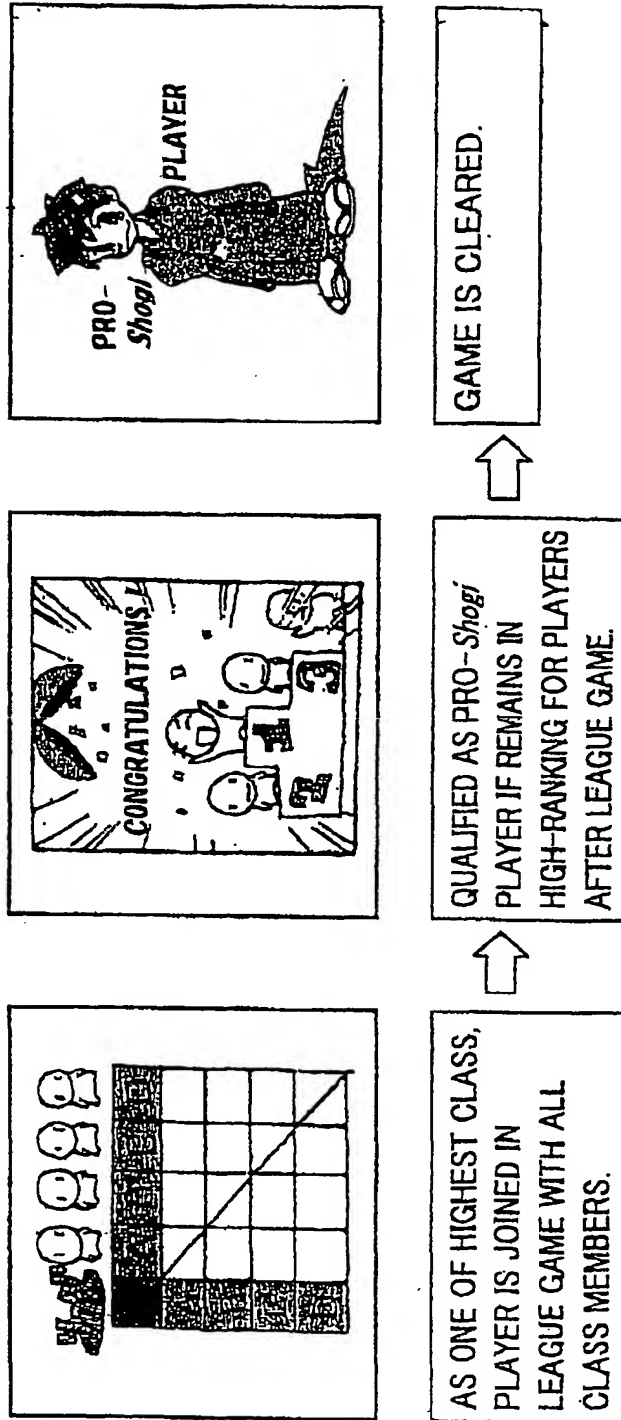 AS ONE OF HIGHEST CLASS,
PLAYER IS JOINED IN
LEAGUE GAME WITH ALL
CLASS MEMBERS.
CONGRATULATIONS
QUALIFIED AS PRO-Shogi
PLAYER IF REMAINS IN
HIGH-RANKING FOR PLAYERS
AFTER LEAGUE GAME.
PRO-
Shogi
PLAYER
GAME IS CLEARED.